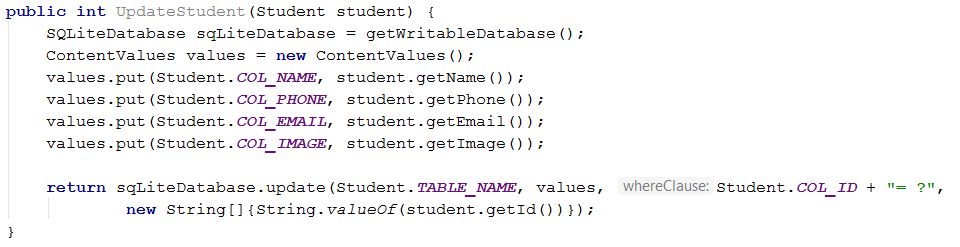 public int UpdateStudent(Student student) {
    SQLiteDatabase sqLiteDatabase = getWritableDatabase();
    ContentValues values = new ContentValues();
    values.put(Student.COL_NAME, student.getName());
    values.put(Student.COL_PHONE, student.getPhone());
    values.put(Student.COL_EMAIL, student.getEmail());
    values.put(Student.COL_IMAGE, student.getImage());

    return sqLiteDatabase.update(Student.TABLE_NAME, values, whereClause: Student.COL_ID + "= ?",
            new String[]{String.valueOf(student.getId())});
}